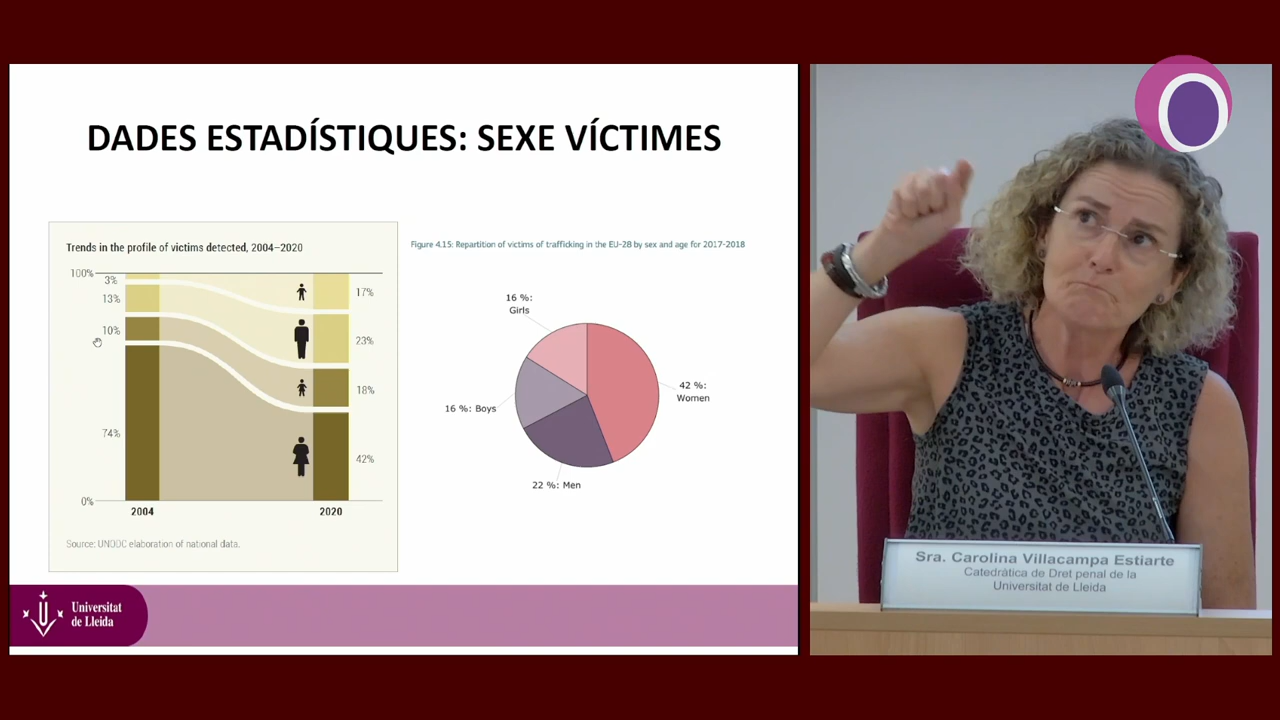 DADES ESTADÍSTIQUES: SEXE VÍCTIMES
Trends in the profile of victims detected, 2004–2020
100%
3%
13%
10%
74%
0%
17%
23%
18%
42%
2004
2020
Source: UNODC elaboration of national data.
Figure 4.15: Repartition of victims of trafficking in the EU-28 by sex and age for 2017-2018
16 %:
Girls
42 %:
Women
16 %: Boys
22 %: Men
Universitat
de Lleida
Sra. Carolina Villacampa Estiarte
Catedràtica de Dret penal de la
Universitat de Lleida